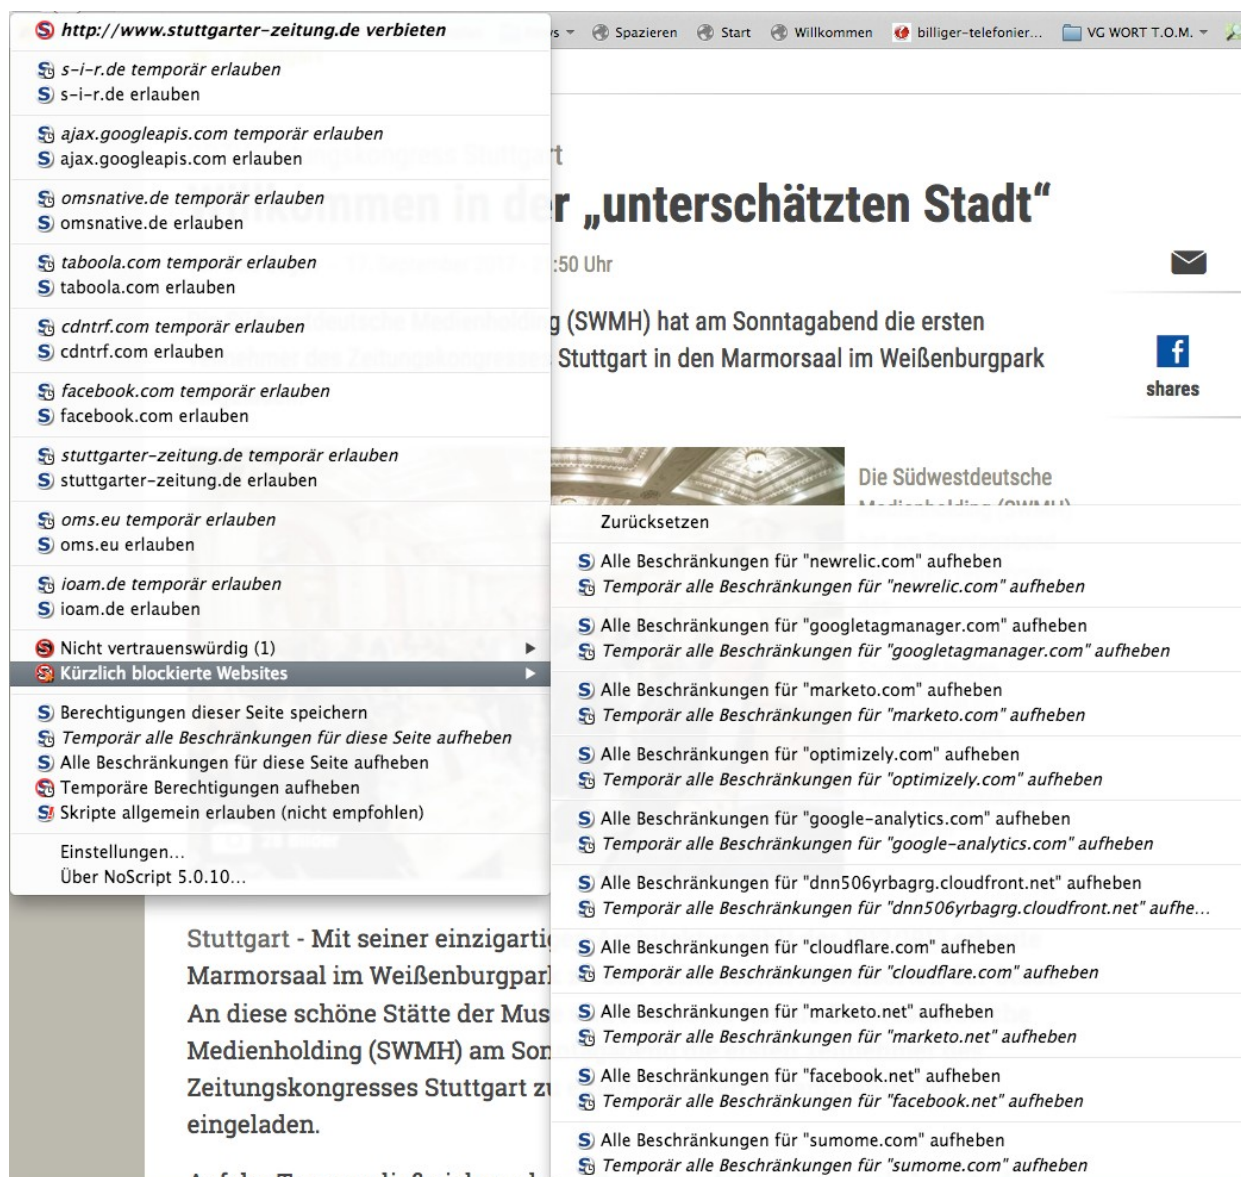 http://www.stuttgarter-zeitung.de verbieten
s-i-r.de temporär erlauben
s-i-r.de erlauben
ajax.googleapis.com temporär erlauben
ajax.googleapis.com erlauben
omsnative.de temporär erlauben
omsnative.de erlauben
taboola.com temporär erlauben
taboola.com erlauben
cdntrf.com temporär erlauben
cdntrf.com erlauben
facebook.com temporär erlauben
facebook.com erlauben
stuttgarter-zeitung.de temporär erlauben
stuttgarter-zeitung.de erlauben
oms.eu temporär erlauben
oms.eu erlauben
ioam.de temporär erlauben
ioam.de erlauben
Nicht vertrauenswürdig (1)
Kürzlich blockierte Websites
Berechtigungen dieser Seite speichern
Temporär alle Beschränkungen für diese Seite aufheben
Alle Beschränkungen für diese Seite aufheben
Temporäre Berechtigungen aufheben
Skripte allgemein erlauben (nicht empfohlen)
Einstellungen...
Über NoScript 5.0.10...
Spazieren Start Willkommen billiger-telefonier... VG WORT T.O.M.
Willkommen in der „unterschätzten Stadt“
:50 Uhr
(SWMH) hat am Sonntagabend die ersten
Stuttgart in den Marmorsaal im Weißenburgpark
shares
Die Südwestdeutsche
Medienholding (SWMH)
Zurücksetzen
Alle Beschränkungen für "newrelic.com" aufheben
Temporär alle Beschränkungen für "newrelic.com" aufheben
Alle Beschränkungen für "googletagmanager.com" aufheben
Temporär alle Beschränkungen für "googletagmanager.com" aufheben
Alle Beschränkungen für "marketo.com" aufheben
Temporär alle Beschränkungen für "marketo.com" aufheben
Alle Beschränkungen für "optimizely.com" aufheben
Temporär alle Beschränkungen für "optimizely.com" aufheben
Alle Beschränkungen für "google-analytics.com" aufheben
Temporär alle Beschränkungen für "google-analytics.com" aufheben
Alle Beschränkungen für "dnn506yrbagrg.cloudfront.net" aufheben
Temporär alle Beschränkungen für "dnn506yrbagrg.cloudfront.net" aufhe...
Alle Beschränkungen für "cloudflare.com" aufheben
Temporär alle Beschränkungen für "cloudflare.com" aufheben
Alle Beschränkungen für "marketo.net" aufheben
Temporär alle Beschränkungen für "marketo.net" aufheben
Alle Beschränkungen für "facebook.net" aufheben
Temporär alle Beschränkungen für "facebook.net" aufheben
Alle Beschränkungen für "sumome.com" aufheben
Temporär alle Beschränkungen für "sumome.com" aufheben
Stuttgart - Mit seiner einzigartig
Marmorsaal im Weißenburgpark
An diese schöne Stätte der Mus
Medienholding (SWMH) am Son
Zeitungskongresses Stuttgart zu
eingeladen.